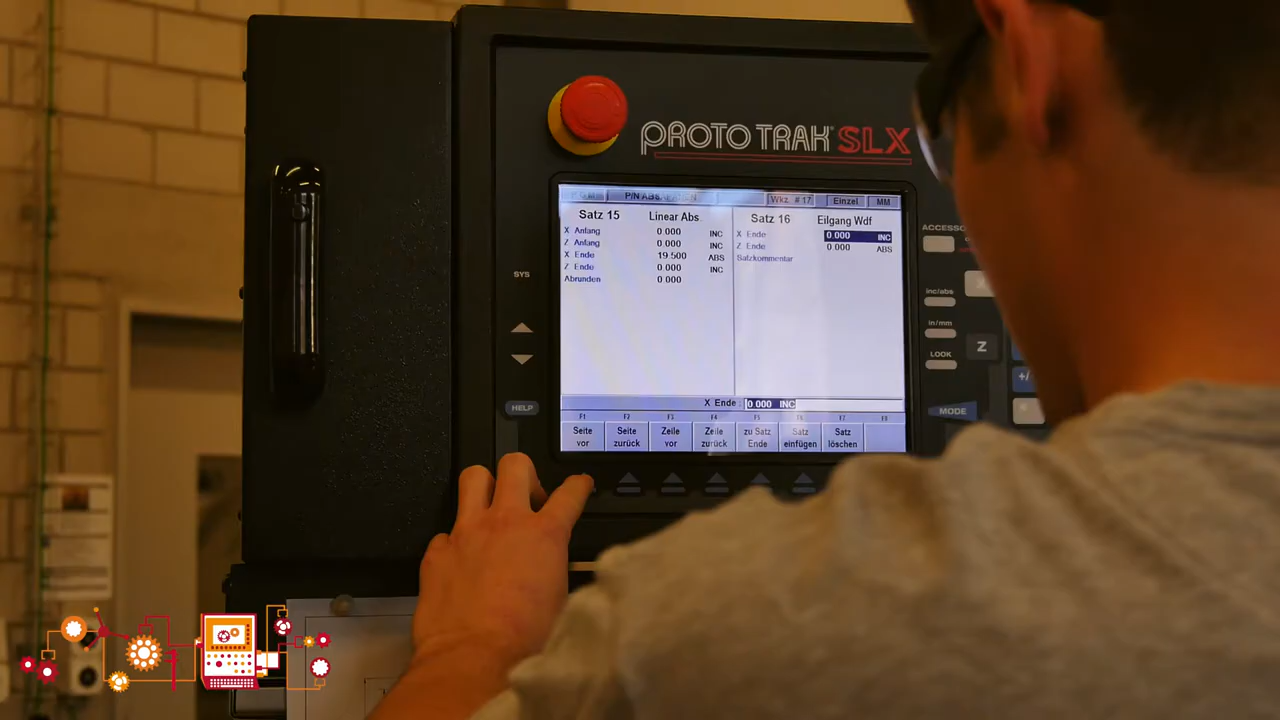 PROTO TRAK SLX
P/N
Wkz. # 17
Einzel
MM
Satz 15 Linear Abs
X Anfang 0.000 INC
Z Anfang 0.000 INC
X Ende 19.500 ABS
Z Ende 0.000 INC
Abrunden 0.000
Satz 16 Eilgang Wdf
X Ende 0.000 INC
Z Ende 0.000 ABS
Satzkommentar
X Ende : 0.000 INC
F1 F2 F3 F4 F5 F6 F7 F8
Seite vor
Seite zurück
Zeile vor
Zeile zurück
zu Satz Ende
Satz einfügen
Satz löschen
SYS
HELP
ACCESSO
inc/abs
in/mm
LOOK
Z
+/
MODE